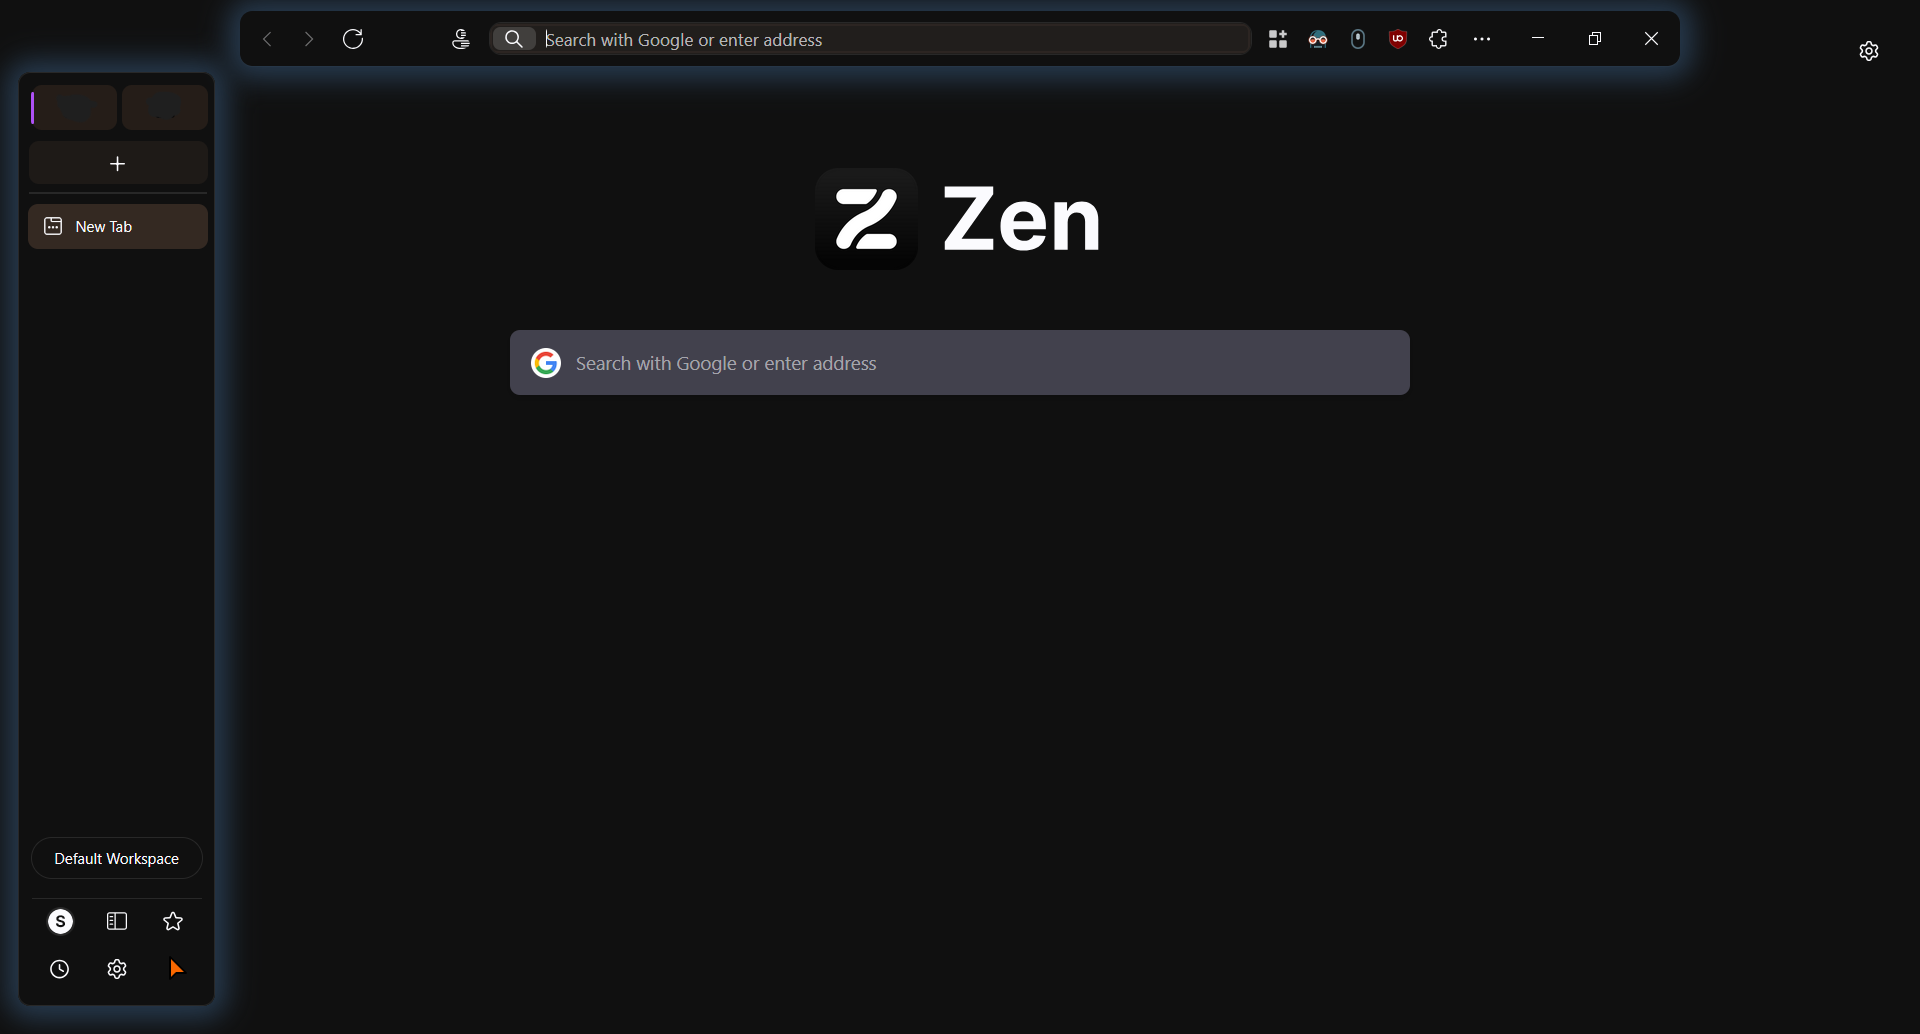 Search with Google or enter address
New Tab
Zen
Search with Google or enter address
Default Workspace
S